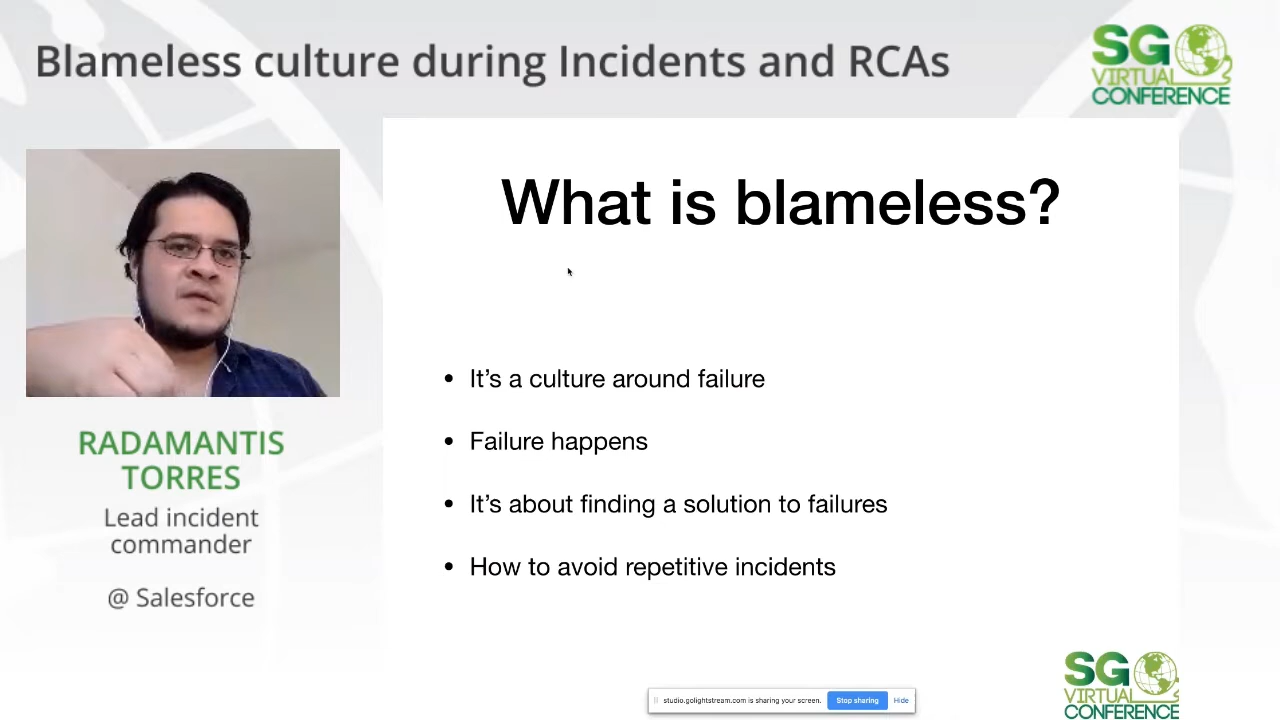 Blameless culture during Incidents and RCAs
SG
VIRTUAL
CONFERENCE
RADAMANTIS
TORRES
Lead incident
commander
@ Salesforce
What is blameless?
• It’s a culture around failure
• Failure happens
• It’s about finding a solution to failures
• How to avoid repetitive incidents
studio.golightstream.com is sharing your screen.
Stop sharing
Hide
SG
VIRTUAL
CONFERENCE